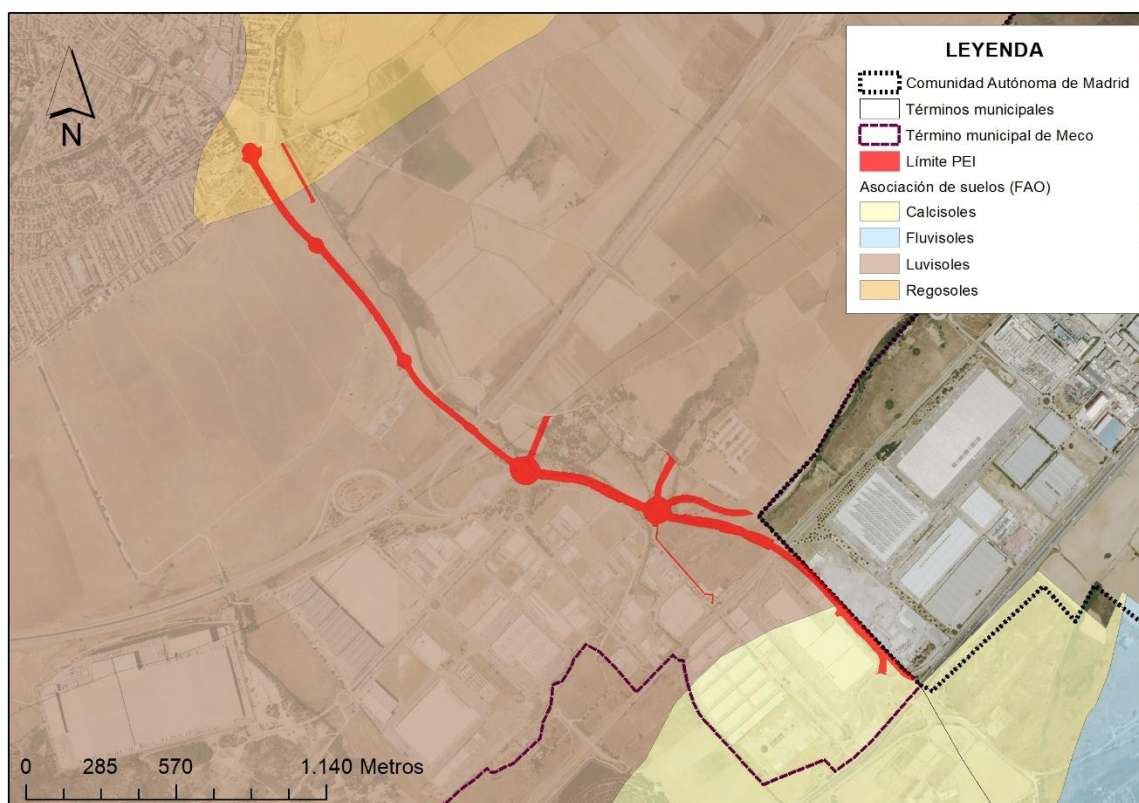 N
LEYENDA
Comunidad Autónoma de Madrid
Términos municipales
Término municipal de Meco
Límite PEI
Asociación de suelos (FAO)
Calcisoles
Fluvisoles
Luvisoles
Regosoles
0 285 570 1.140 Metros